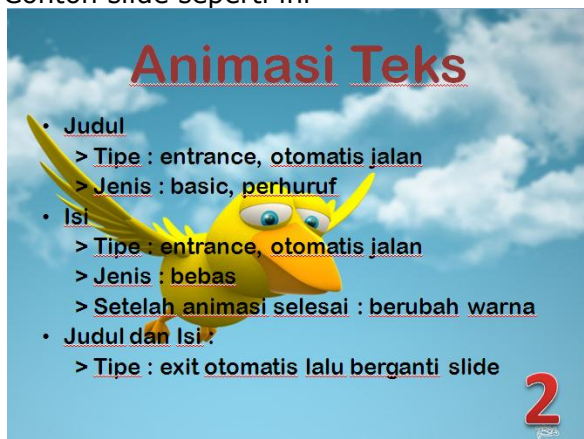 Contoh slide seperti ini
Animasi Teks
• Judul
> Tipe : entrance, otomatis jalan
> Jenis : basic, perhuruf
• Isi
> Tipe : entrance, otomatis jalan
> Jenis : bebas
> Setelah animasi selesai : berubah warna
• Judul dan Isi :
> Tipe : exit otomatis lalu berganti slide
2